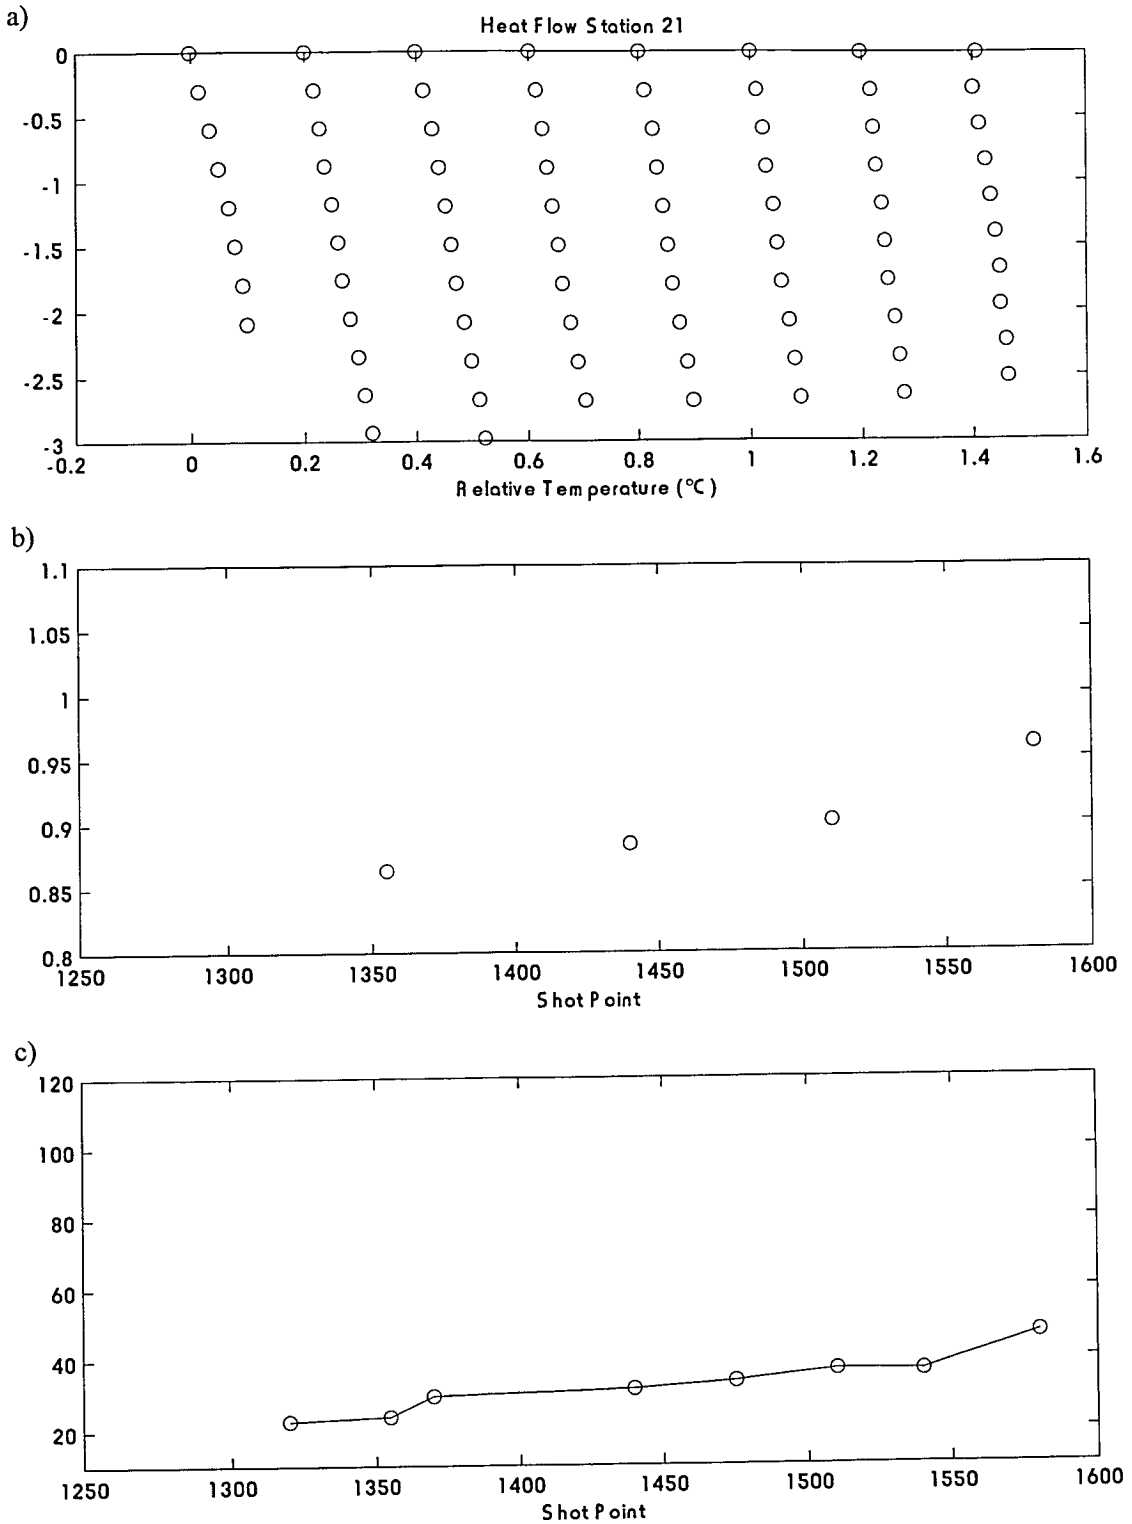 a)
Heat Flow Station 21
0
-0.5
-1
-1.5
-2
-2.5
-3
-0.2 0 0.2 0.4 0.6 0.8 1 1.2 1.4 1.6
Relative Temperature (°C)
b)
1.1
1.05
1
0.95
0.9
0.85
0.8
1250 1300 1350 1400 1450 1500 1550 1600
Shot Point
c)
120
100
80
60
40
20
1250 1300 1350 1400 1450 1500 1550 1600
Shot Point